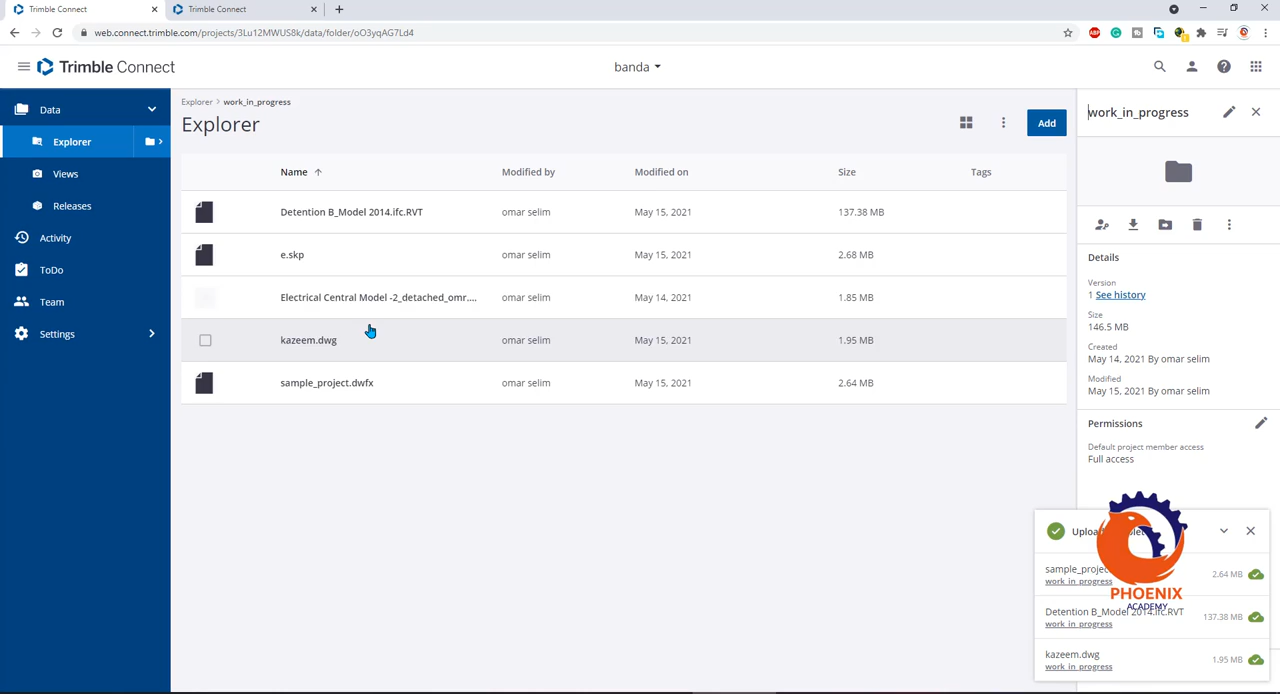 Trimble Connect
Trimble Connect
web.connect.trimble.com/projects/3Lu12MWUS8k/data/folder/oO3yqAG7Ld4
ABP
Trimble Connect
banda
Data
Explorer
Views
Releases
Activity
ToDo
Team
Settings
Explorer > work_in_progress
Explorer
Add
Name Modified by Modified on Size Tags
Detention B_Model 2014.ifc.RVT omar selim May 15, 2021 137.38 MB
e.skp omar selim May 15, 2021 2.68 MB
Electrical Central Model -2_detached_omr.... omar selim May 14, 2021 1.85 MB
kazeem.dwg omar selim May 15, 2021 1.95 MB
sample_project.dwfx omar selim May 15, 2021 2.64 MB
work_in_progress
Details
Version
1 See history
Size
146.5 MB
Created
May 14, 2021 By omar selim
Modified
May 15, 2021 By omar selim
Permissions
Default project member access
Full access
sample_project 2.64 MB
work_in_progress
Detention B_Model 2014.ifc.RVT 137.38 MB
work_in_progress
kazeem.dwg 1.95 MB
work_in_progress
PHOENIX
ACADEMY